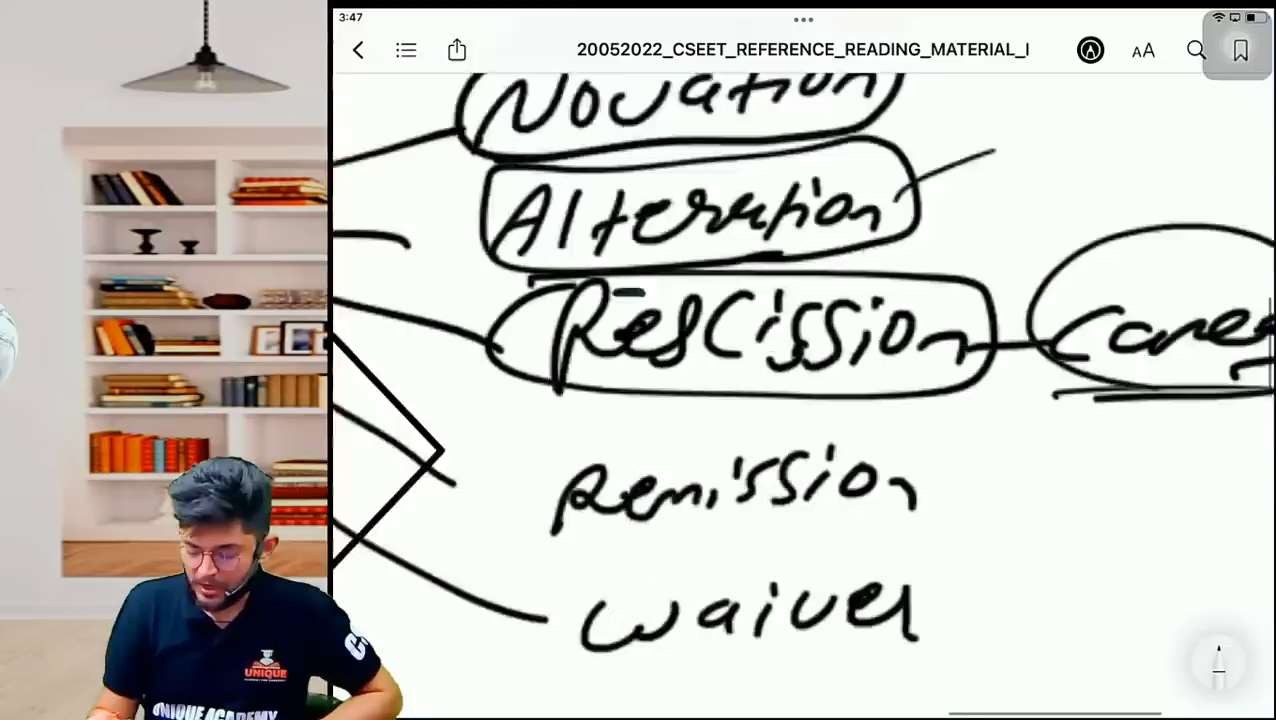 3:47
20052022_CSEET_REFERENCE_READING_MATERIAL_I
AA
Novation
Alteration
Rescission
Remission
waiver
UNIQUE
UNIQUE ACADEMY